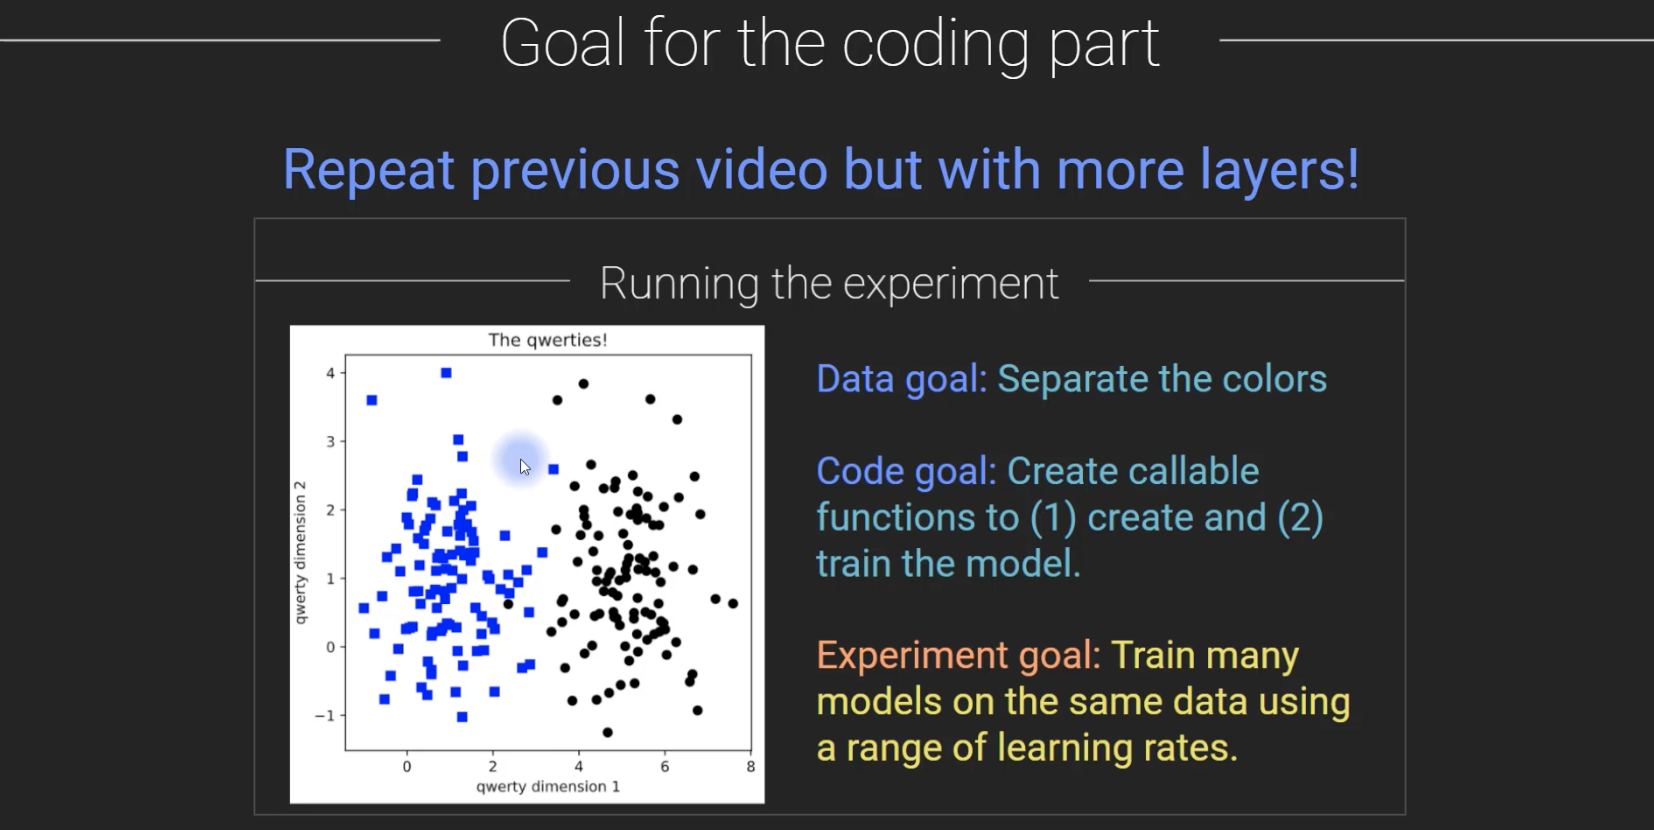 Goal for the coding part
Repeat previous video but with more layers!
Running the experiment
The qwerties!
4
3
2
1
0
−1
qwerty dimension 2
0
2
4
6
8
qwerty dimension 1
Data goal: Separate the colors
Code goal: Create callable
functions to (1) create and (2)
train the model.
Experiment goal: Train many
models on the same data using
a range of learning rates.